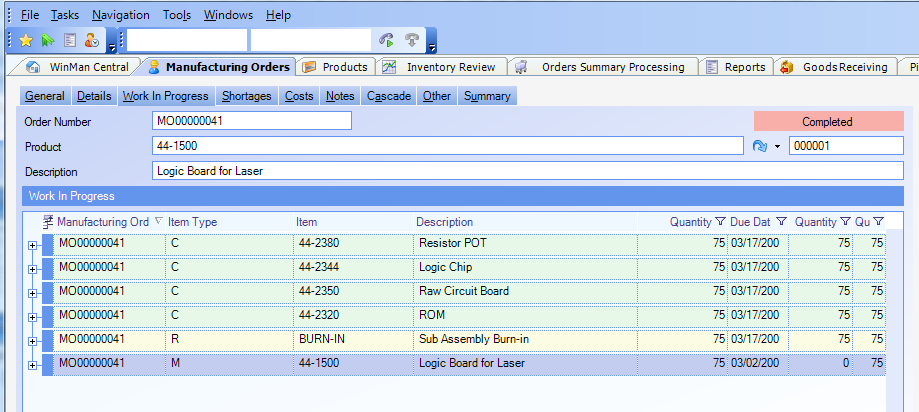 File Tasks Navigation Tools Windows Help
WinMan Central Manufacturing Orders Products Inventory Review Orders Summary Processing Reports Goods Receiving Pi
General Details Work In Progress Shortages Costs Notes Cascade Other Summary
Order Number MO00000041 Completed
Product 44-1500 000001
Description Logic Board for Laser
Work In Progress
Manufacturing Ord Item Type Item Description Quantity Due Dat Quantity Qu
MO00000041 C 44-2380 Resistor POT 75 03/17/200 75 75
MO00000041 C 44-2344 Logic Chip 75 03/17/200 75 75
MO00000041 C 44-2350 Raw Circuit Board 75 03/17/200 75 75
MO00000041 C 44-2320 ROM 75 03/17/200 75 75
MO00000041 R BURN-IN Sub Assembly Burn-in 75 03/17/200 75 75
MO00000041 M 44-1500 Logic Board for Laser 75 03/02/200 0 75